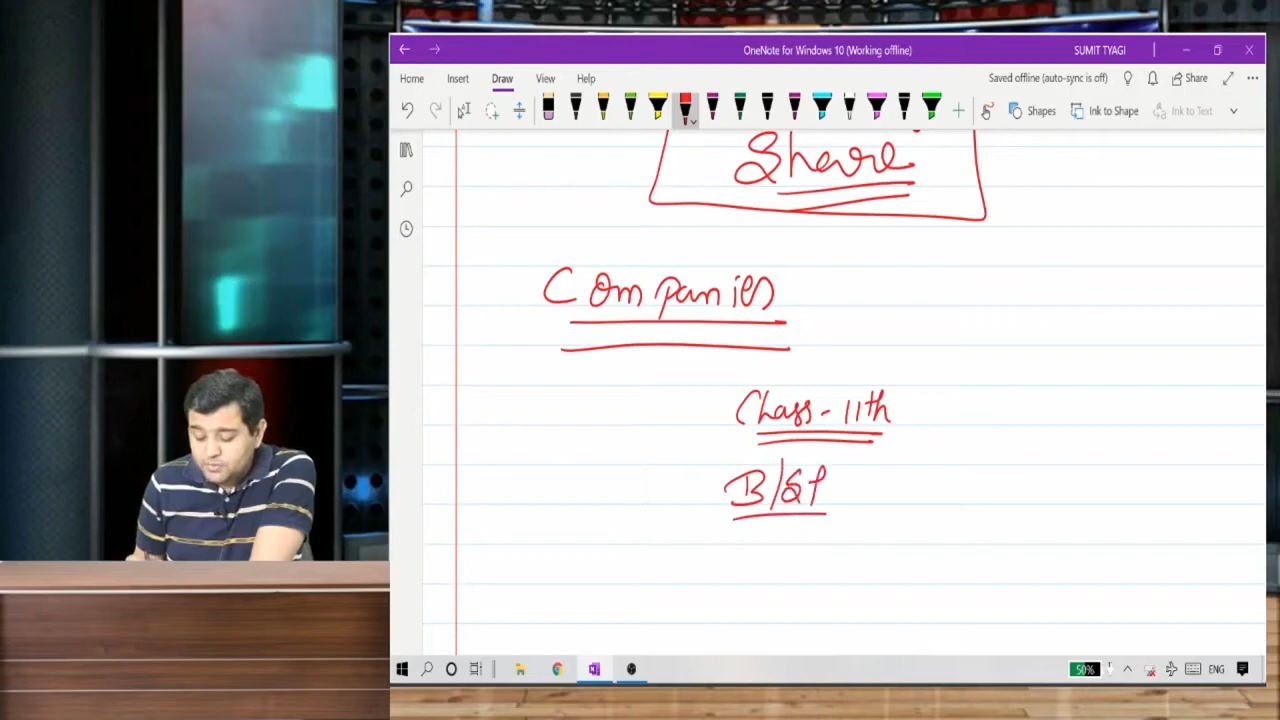 OneNote for Windows 10 (Working offline) SUMIT TYAGI
Home Insert Draw View Help Saved offline (auto-sync is off) Share
Shapes Ink to Shape Ink to Text
Share
Companies
Class - 11th
B/St
50% ENG